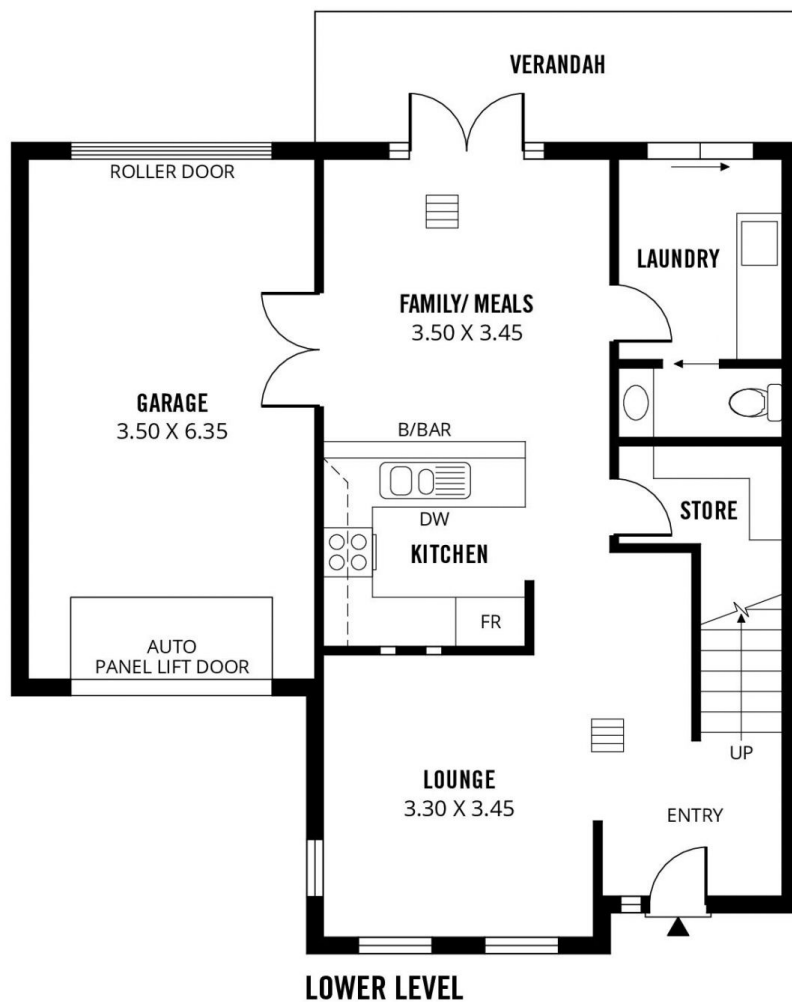 VERANDAH
ROLLER DOOR
LAUNDRY
FAMILY/ MEALS
3.50 X 3.45
GARAGE
3.50 X 6.35
B/BAR
DW
STORE
KITCHEN
FR
AUTO
PANEL LIFT DOOR
UP
LOUNGE
3.30 X 3.45
ENTRY
LOWER LEVEL